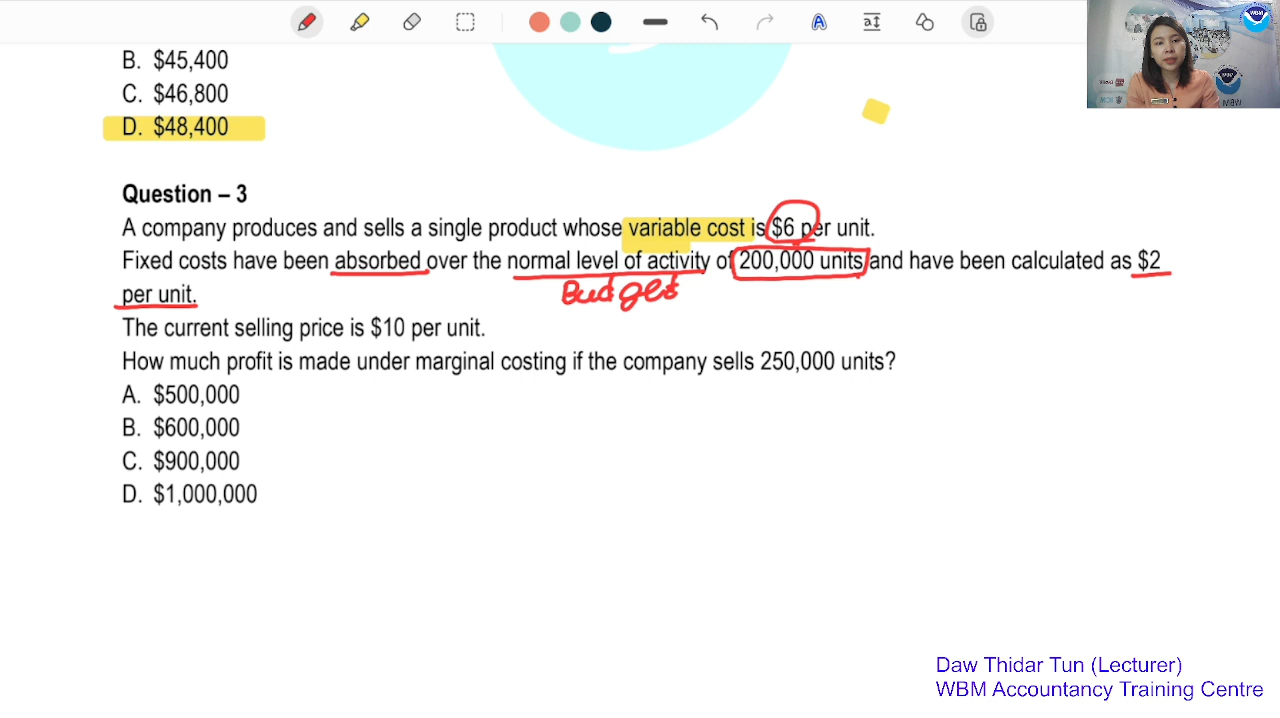 B. $45,400
C. $46,800
D. $48,400
Question – 3
A company produces and sells a single product whose variable cost is $6 per unit.
Fixed costs have been absorbed over the normal level of activity of 200,000 units and have been calculated as $2
per unit.
Budget
The current selling price is $10 per unit.
How much profit is made under marginal costing if the company sells 250,000 units?
A. $500,000
B. $600,000
C. $900,000
D. $1,000,000
Daw Thidar Tun (Lecturer)
WBM Accountancy Training Centre